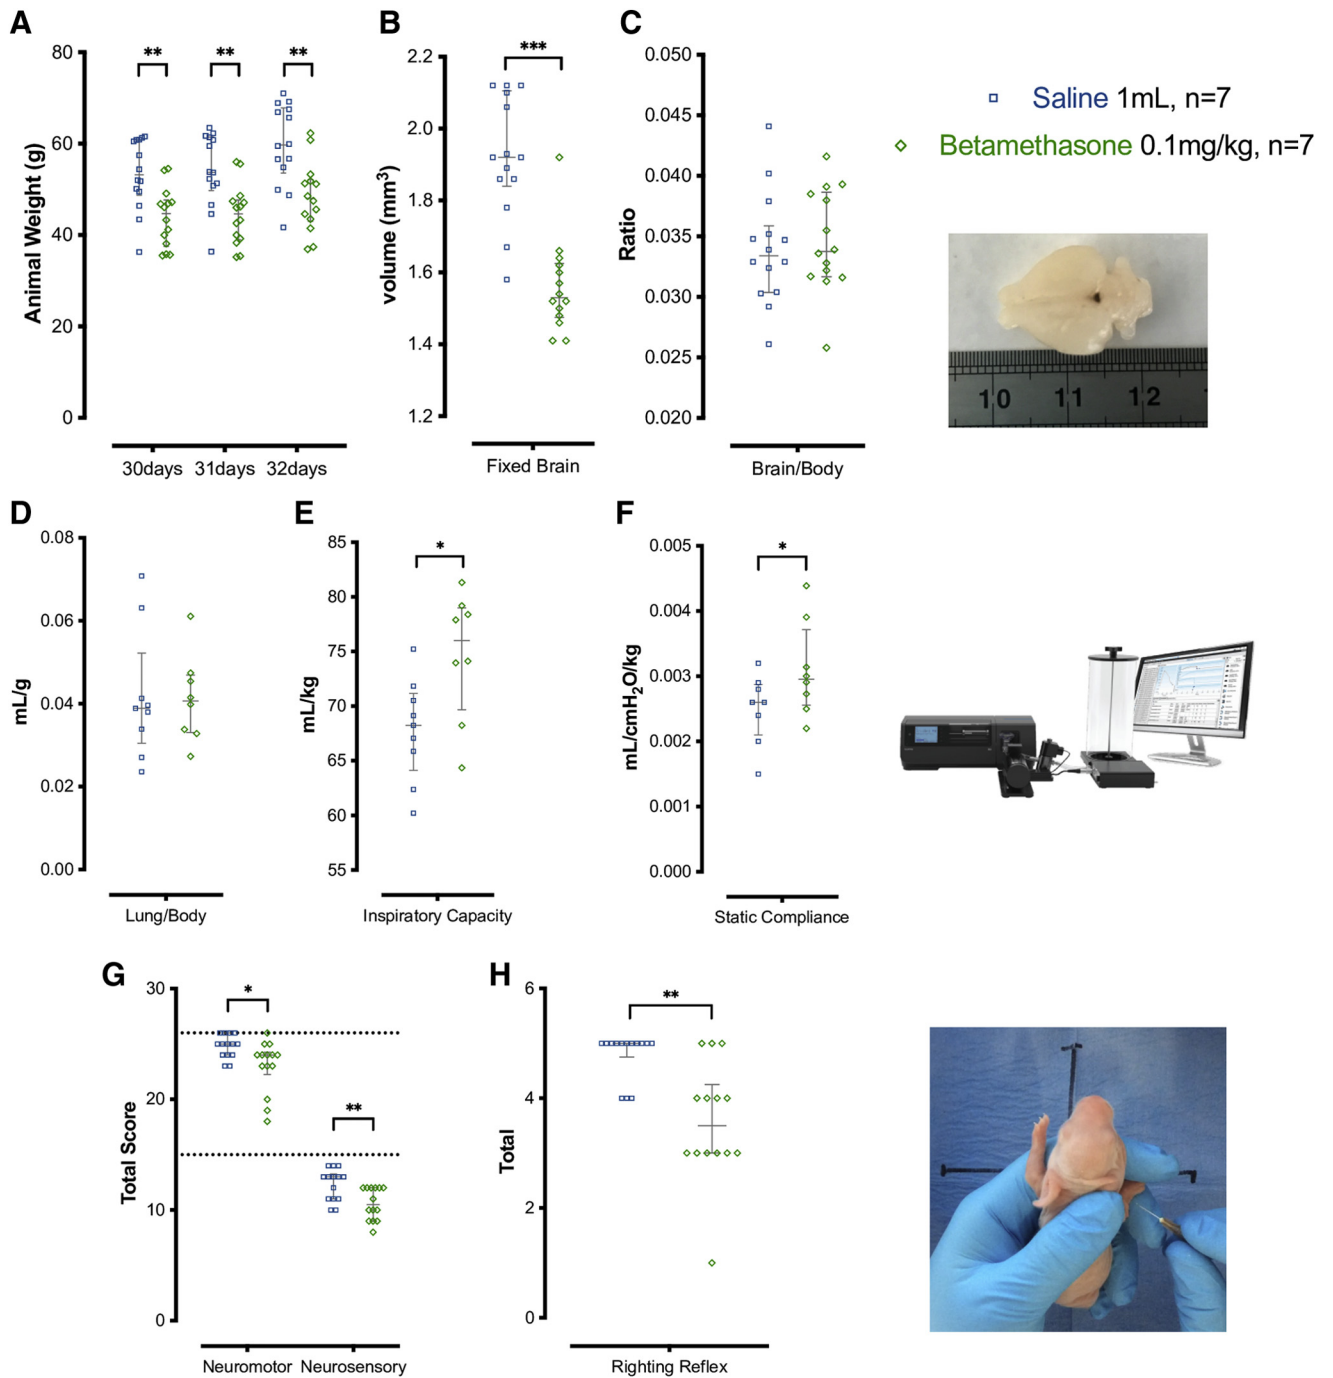 A
B
C
80
60
40
20
0
Animal Weight (g)
** ** **
30days 31days 32days
2.2
2.0
1.8
1.6
1.4
1.2
volume (mm³)
***
Fixed Brain
0.050
0.045
0.040
0.035
0.030
0.025
0.020
Ratio
Brain/Body
Saline 1mL, n=7
Betamethasone 0.1mg/kg, n=7
10 11 12
D
E
F
0.08
0.06
0.04
0.02
0.00
mL/g
Lung/Body
85
80
75
70
65
60
55
mL/kg
*
Inspiratory Capacity
0.005
0.004
0.003
0.002
0.001
0.000
mL/cmH₂O/kg
*
Static Compliance
G
H
30
20
10
0
Total Score
*
**
Neuromotor Neurosensory
6
4
2
0
Total
**
Righting Reflex